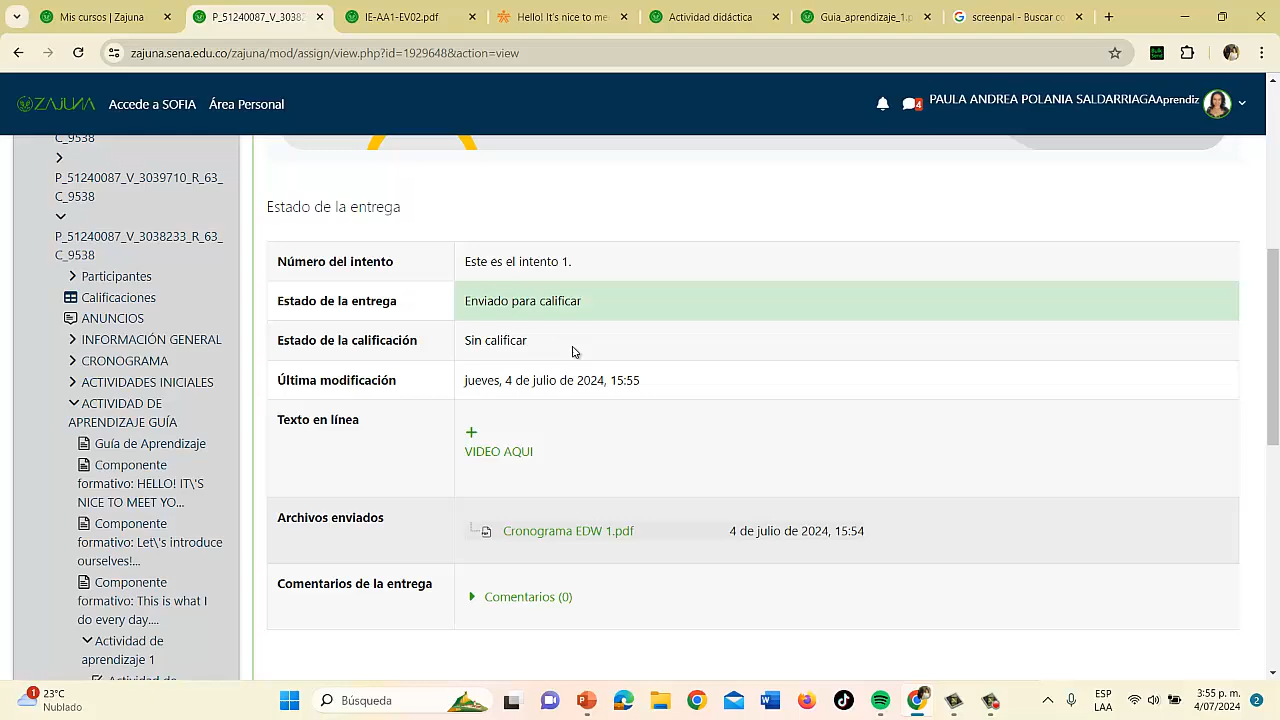 Mis cursos | Zajuna
P_51240087_V_3038
IE-AA1-EV02.pdf
Hello! It's nice to me
Actividad didáctic
Guia_aprendizaje_1.p
screenpal - Buscar co
zajuna.sena.edu.co/zajuna/mod/assign/view.php?id=1929648&action=view
ZAJUNA
Accede a SOFIA
Área Personal
4
PAULA ANDREA POLANIA SALDARRIAGAAprendiz
C_9538
P_51240087_V_3039710_R_63_
C_9538
P_51240087_V_3038233_R_63_
C_9538
Participantes
Calificaciones
ANUNCIOS
INFORMACIÓN GENERAL
CRONOGRAMA
ACTIVIDADES INICIALES
ACTIVIDAD DE
APRENDIZAJE GUÍA
Guía de Aprendizaje
Componente
formativo: HELLO! IT\'S
NICE TO MEET YO...
Componente
formativo: Let\'s introduce
ourselves!...
Componente
formativo: This is what I
do every day....
Actividad de
aprendizaje 1
Actividad de
Estado de la entrega
Número del intento
Este es el intento 1.
Estado de la entrega
Enviado para calificar
Estado de la calificación
Sin calificar
Última modificación
jueves, 4 de julio de 2024, 15:55
Texto en línea
+
VIDEO AQUI
Archivos enviados
Cronograma EDW 1.pdf
4 de julio de 2024, 15:54
Comentarios de la entrega
Comentarios (0)
1
23°C
Nublado
Búsqueda
ESP
LAA
3:55 p. m.
4/07/2024
2